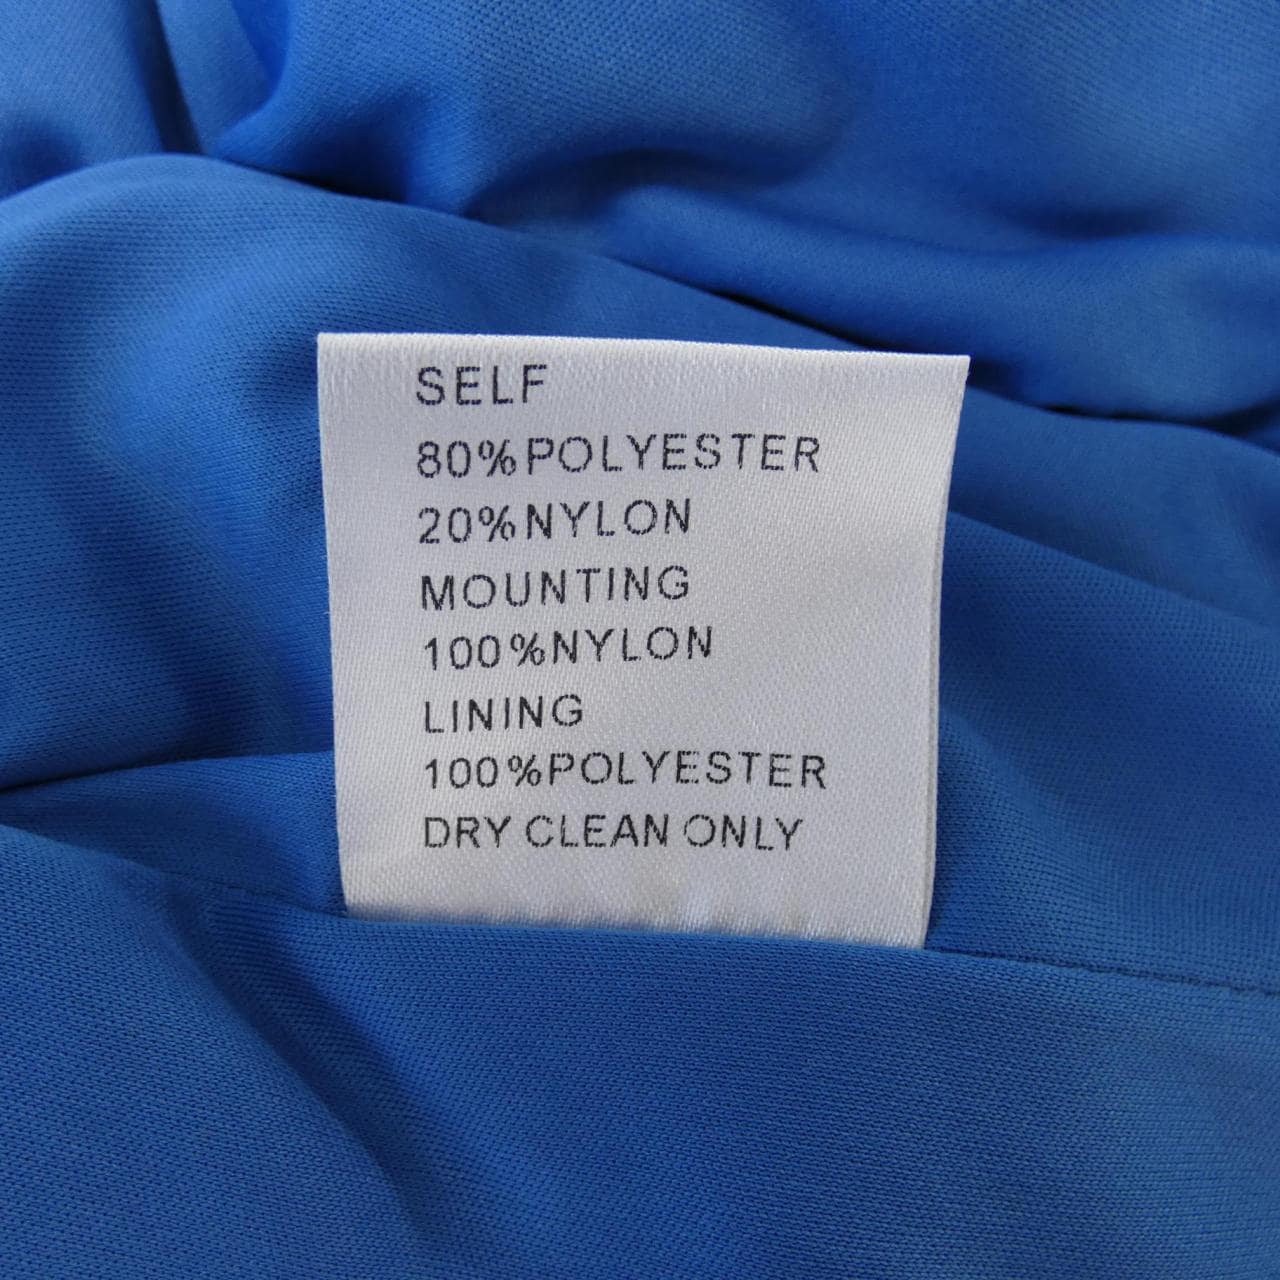 SELF
80%POLYESTER
20%NYLON
MOUNTING
100%NYLON
LINING
100%POLYESTER
DRY CLEAN ONLY